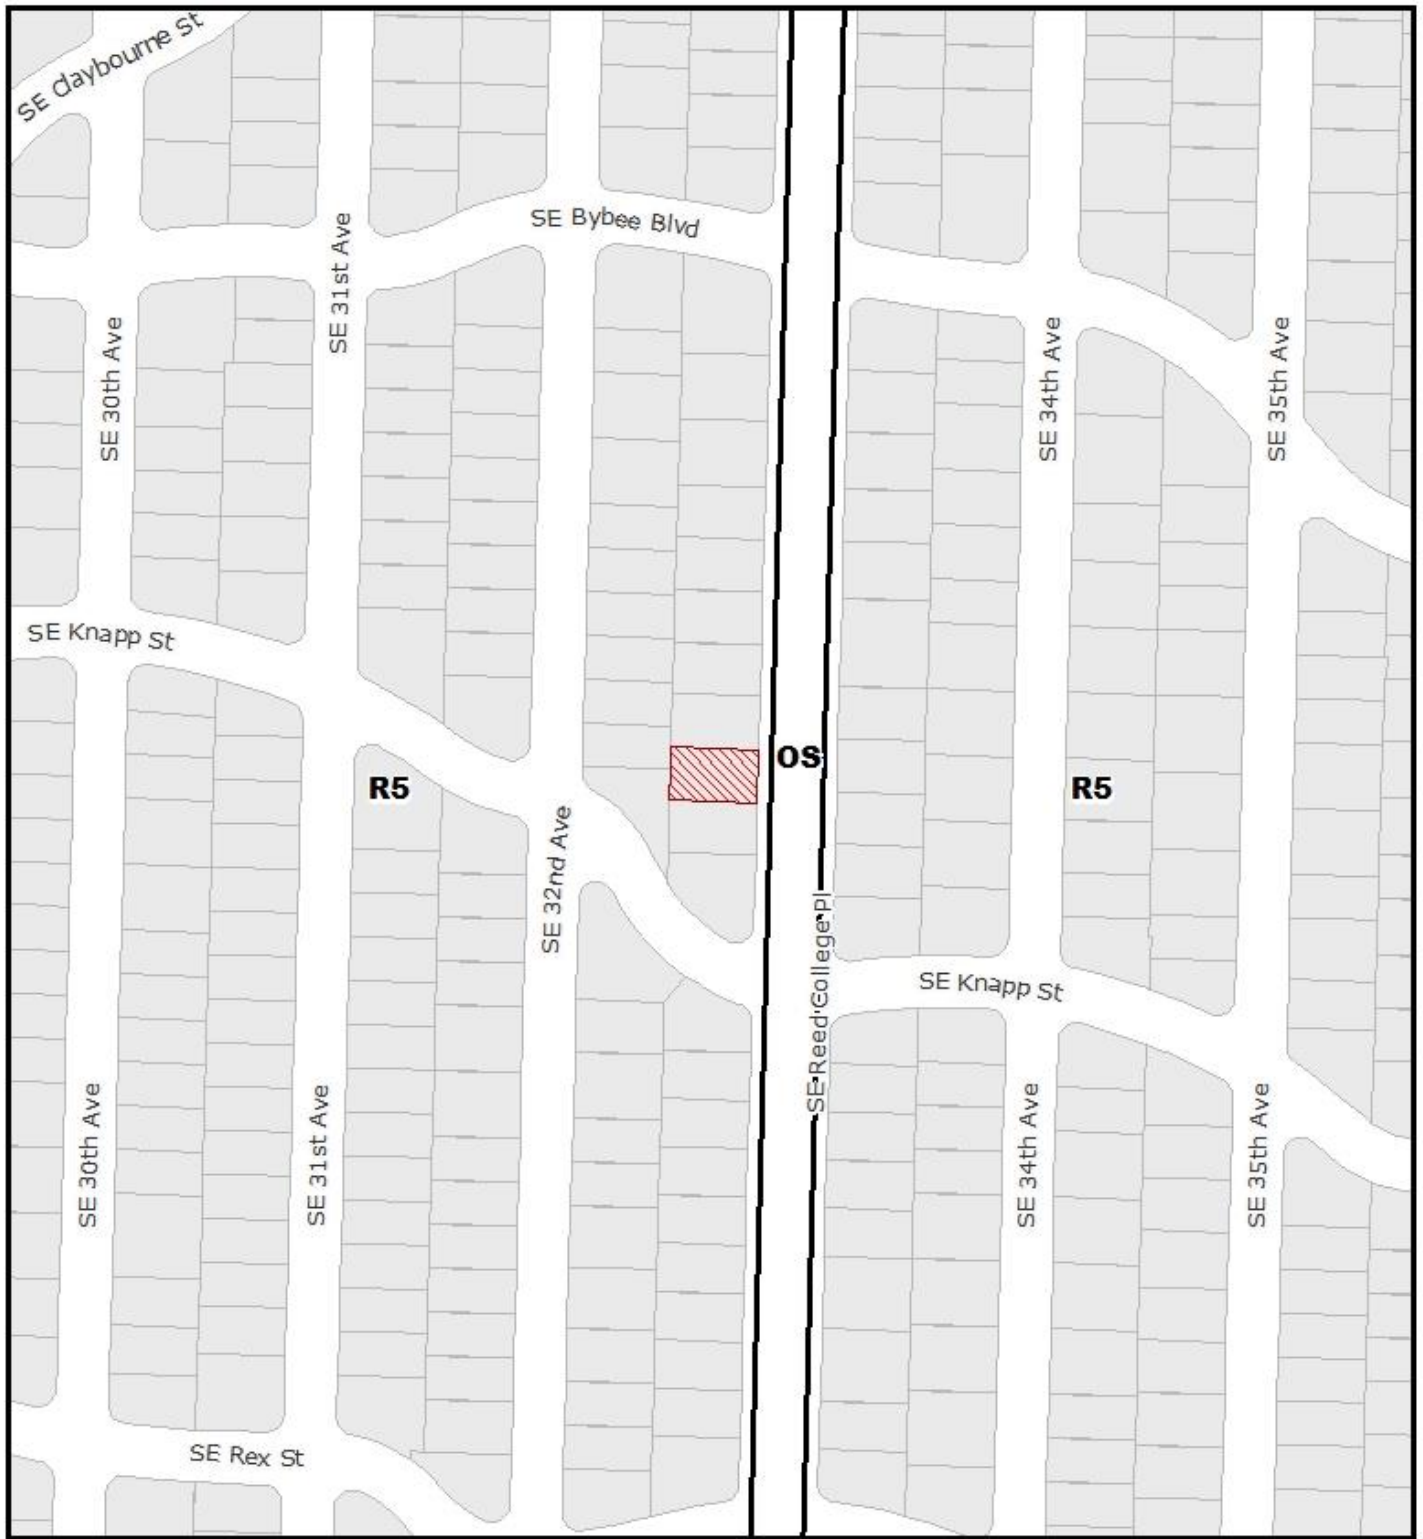 SE Claybourne St
SE Bybee Blvd
SE 31st Ave
SE 30th Ave
SE 34th Ave
SE 35th Ave
SE Knapp St
OS
R5
R5
SE 32nd Ave
SE Reed College Pl
SE Knapp St
SE 30th Ave
SE 31st Ave
SE 34th Ave
SE 35th Ave
SE Rex St